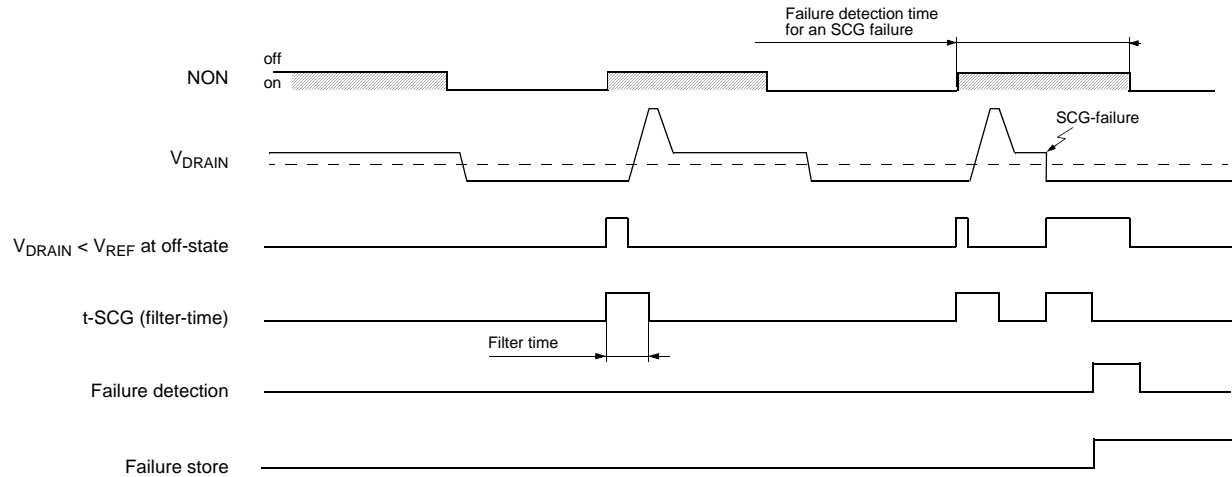 Failure detection time
for an SCG failure
off
NON
on
SCG-failure
VDRAIN
VDRAIN < VREF at off-state
t-SCG (filter-time)
Filter time
Failure detection
Failure store